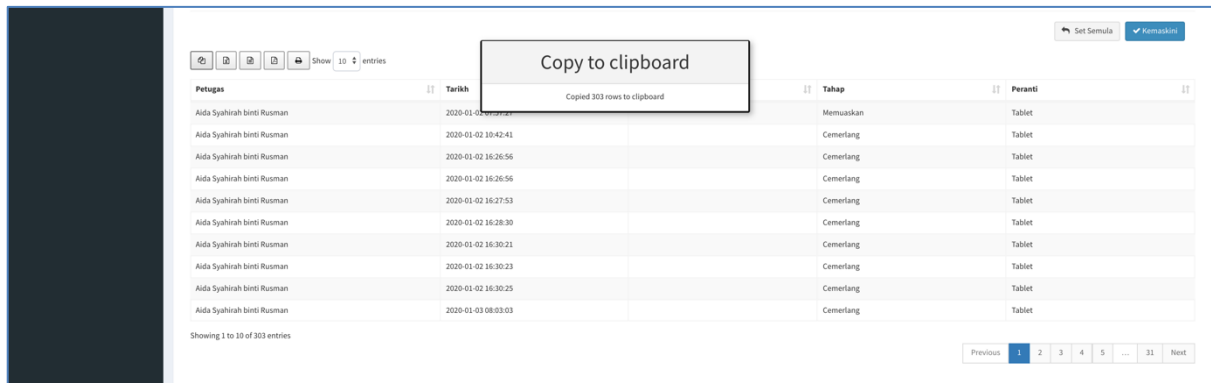 Set Semula Kemaskini
Show 10 entries
Copy to clipboard
Copied 303 rows to clipboard
Petugas Tarikh Tahap Peranti
Aida Syahirah binti Rusman 2020-01-02 07:37:27 Memuaskan Tablet
Aida Syahirah binti Rusman 2020-01-02 10:42:41 Cemerlang Tablet
Aida Syahirah binti Rusman 2020-01-02 16:26:56 Cemerlang Tablet
Aida Syahirah binti Rusman 2020-01-02 16:26:56 Cemerlang Tablet
Aida Syahirah binti Rusman 2020-01-02 16:27:53 Cemerlang Tablet
Aida Syahirah binti Rusman 2020-01-02 16:28:30 Cemerlang Tablet
Aida Syahirah binti Rusman 2020-01-02 16:30:21 Cemerlang Tablet
Aida Syahirah binti Rusman 2020-01-02 16:30:23 Cemerlang Tablet
Aida Syahirah binti Rusman 2020-01-02 16:30:25 Cemerlang Tablet
Aida Syahirah binti Rusman 2020-01-03 08:03:03 Cemerlang Tablet
Showing 1 to 10 of 303 entries
Previous 1 2 3 4 5 ... 31 Next